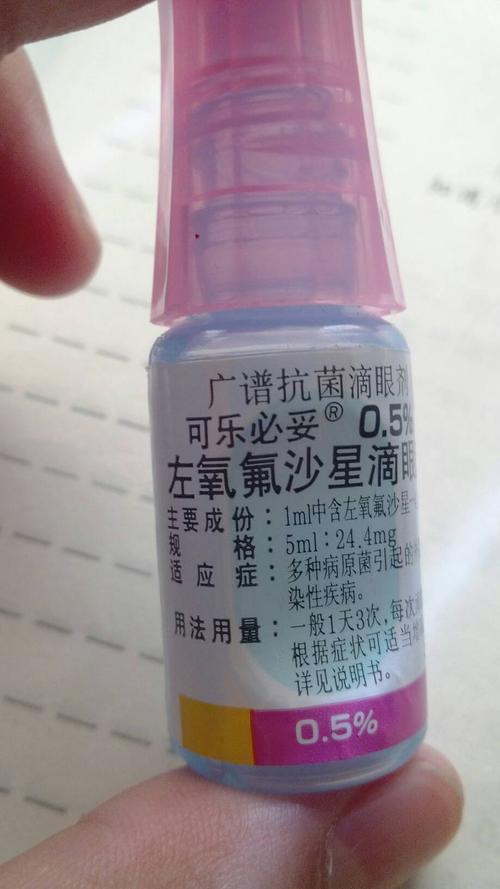 广谱抗菌滴眼剂
可乐必妥® 0.5%
左氧氟沙星滴眼
主要成份：1ml中含左氧氟沙星
规格：5ml：24.4mg
适应症：多种病原菌引起的
染性疾病。
用法用量：一般1天3次，每次
根据症状可适当增
详见说明书。
0.5%